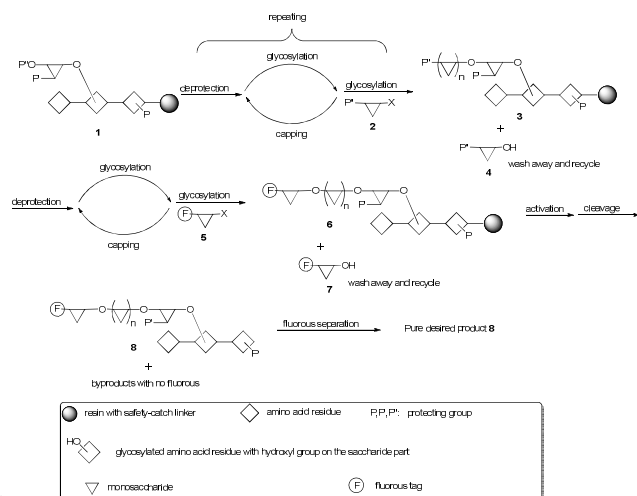 repeating
P''O
O
P'
P
1
deprotection
glycosylation
capping
glycosylation
P''
X
2
P''
n
O
O
P'
P
3
+
P''
OH
wash away and recycle
4
deprotection
glycosylation
capping
glycosylation
F
X
5
F
O
n
O
O
P'
P
6
+
F
OH
7
wash away and recycle
activation
cleavage
F
O
n
O
O
P'
P
8
+
byproducts with no fluorous
fluorous separation
Pure desired product 8
resin with safety-catch linker
amino acid residue
P, P', P'': protecting group
HO
glycosylated amino acid residue with hydroxyl group on the saccharide part
monosaccharide
F
fluorous tag